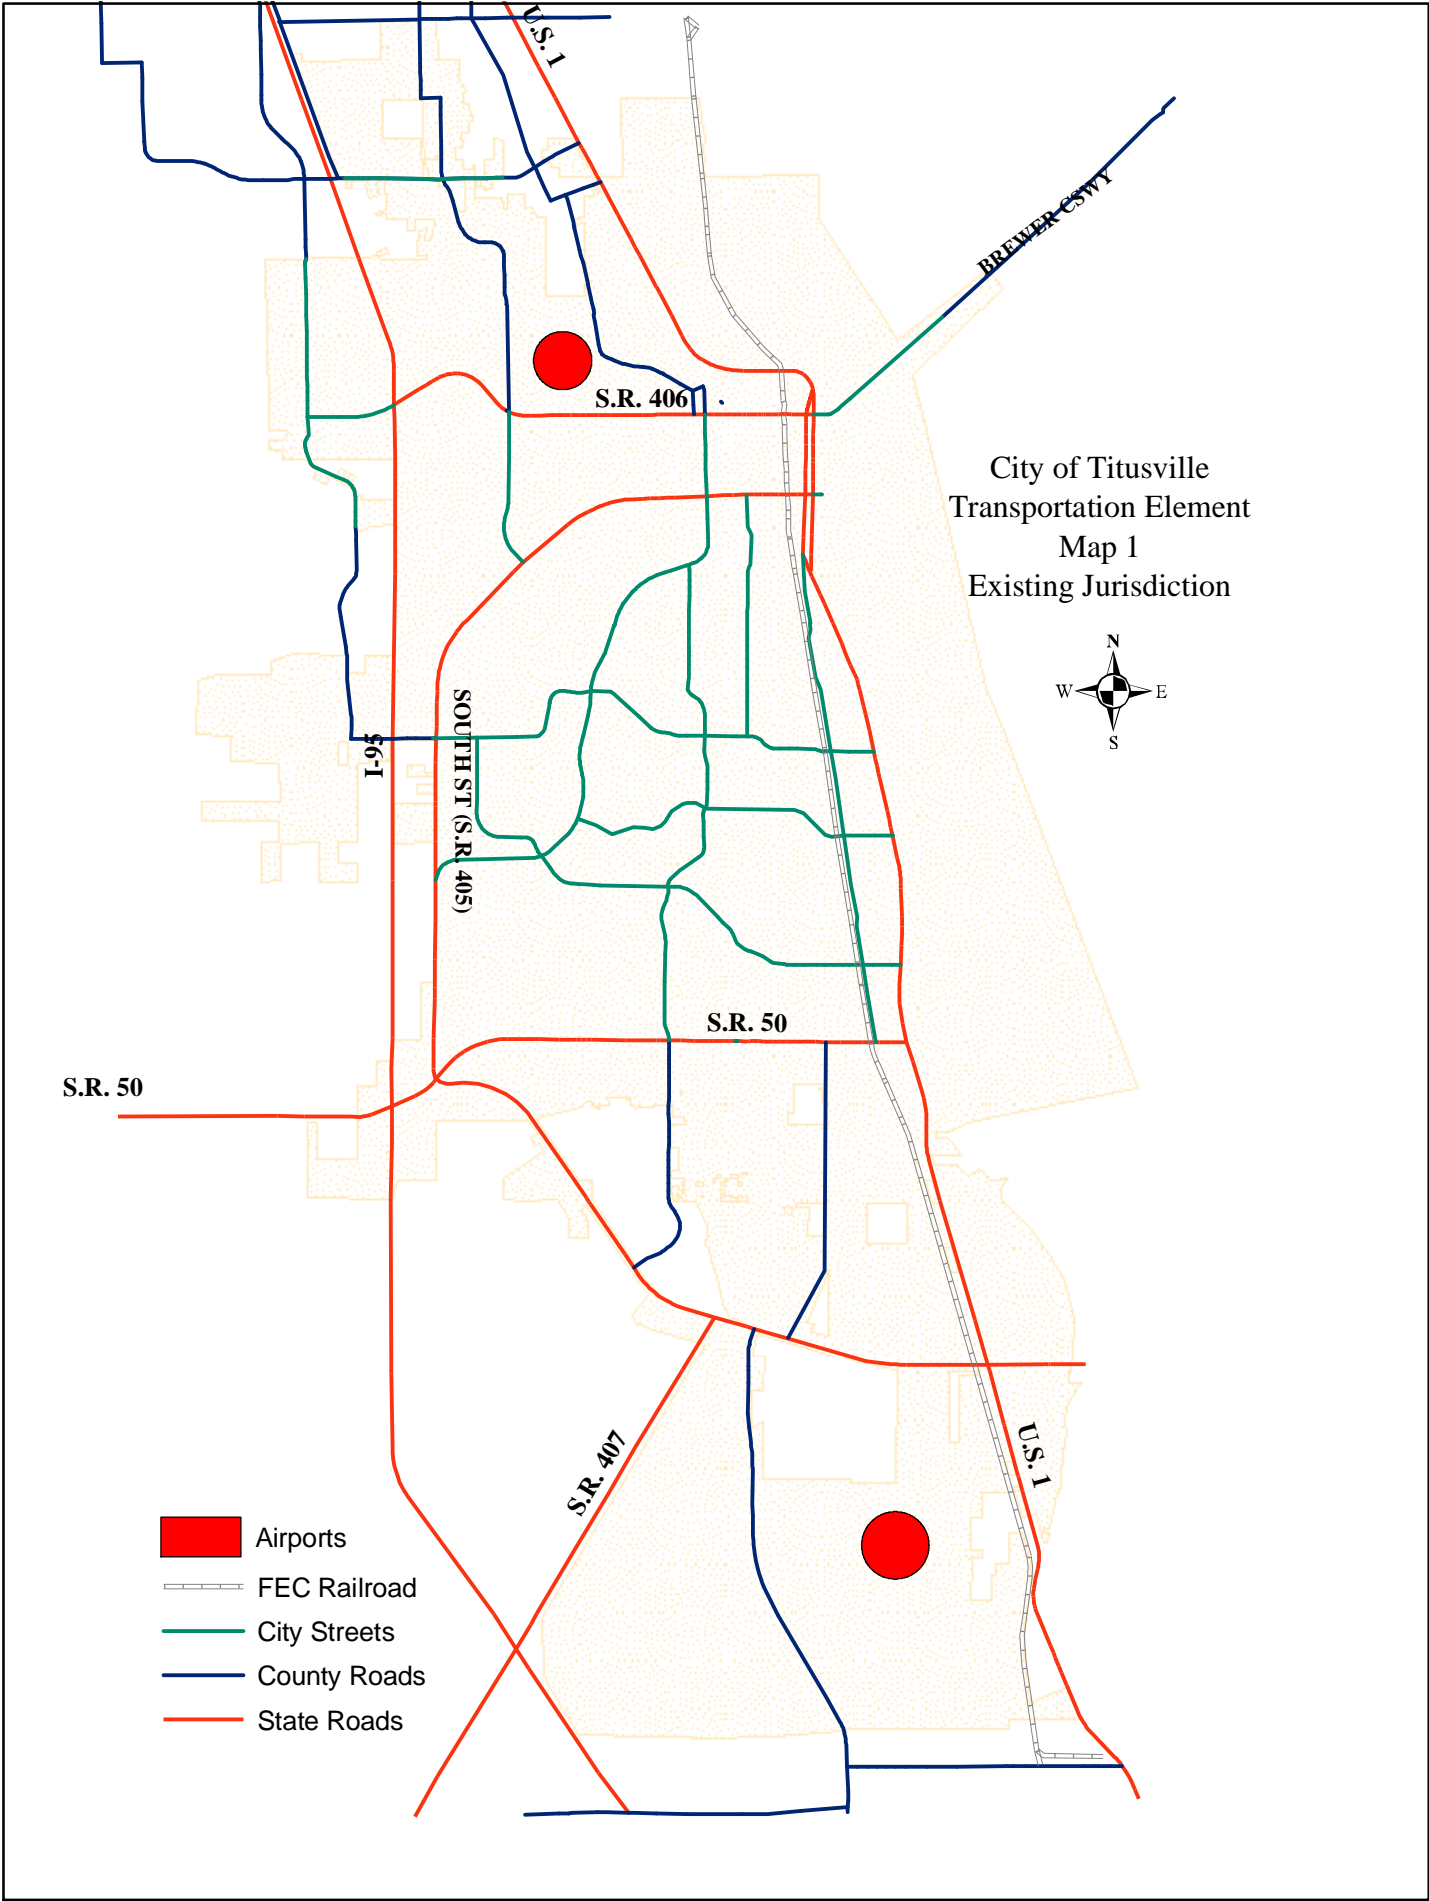 U.S. 1
BREWER CSWY
S.R. 406
City of Titusville
Transportation Element
Map 1
Existing Jurisdiction
N
W
E
S
I-95
SOUTH ST (S.R. 405)
S.R. 50
S.R. 50
S.R. 407
U.S. 1
Airports
FEC Railroad
City Streets
County Roads
State Roads